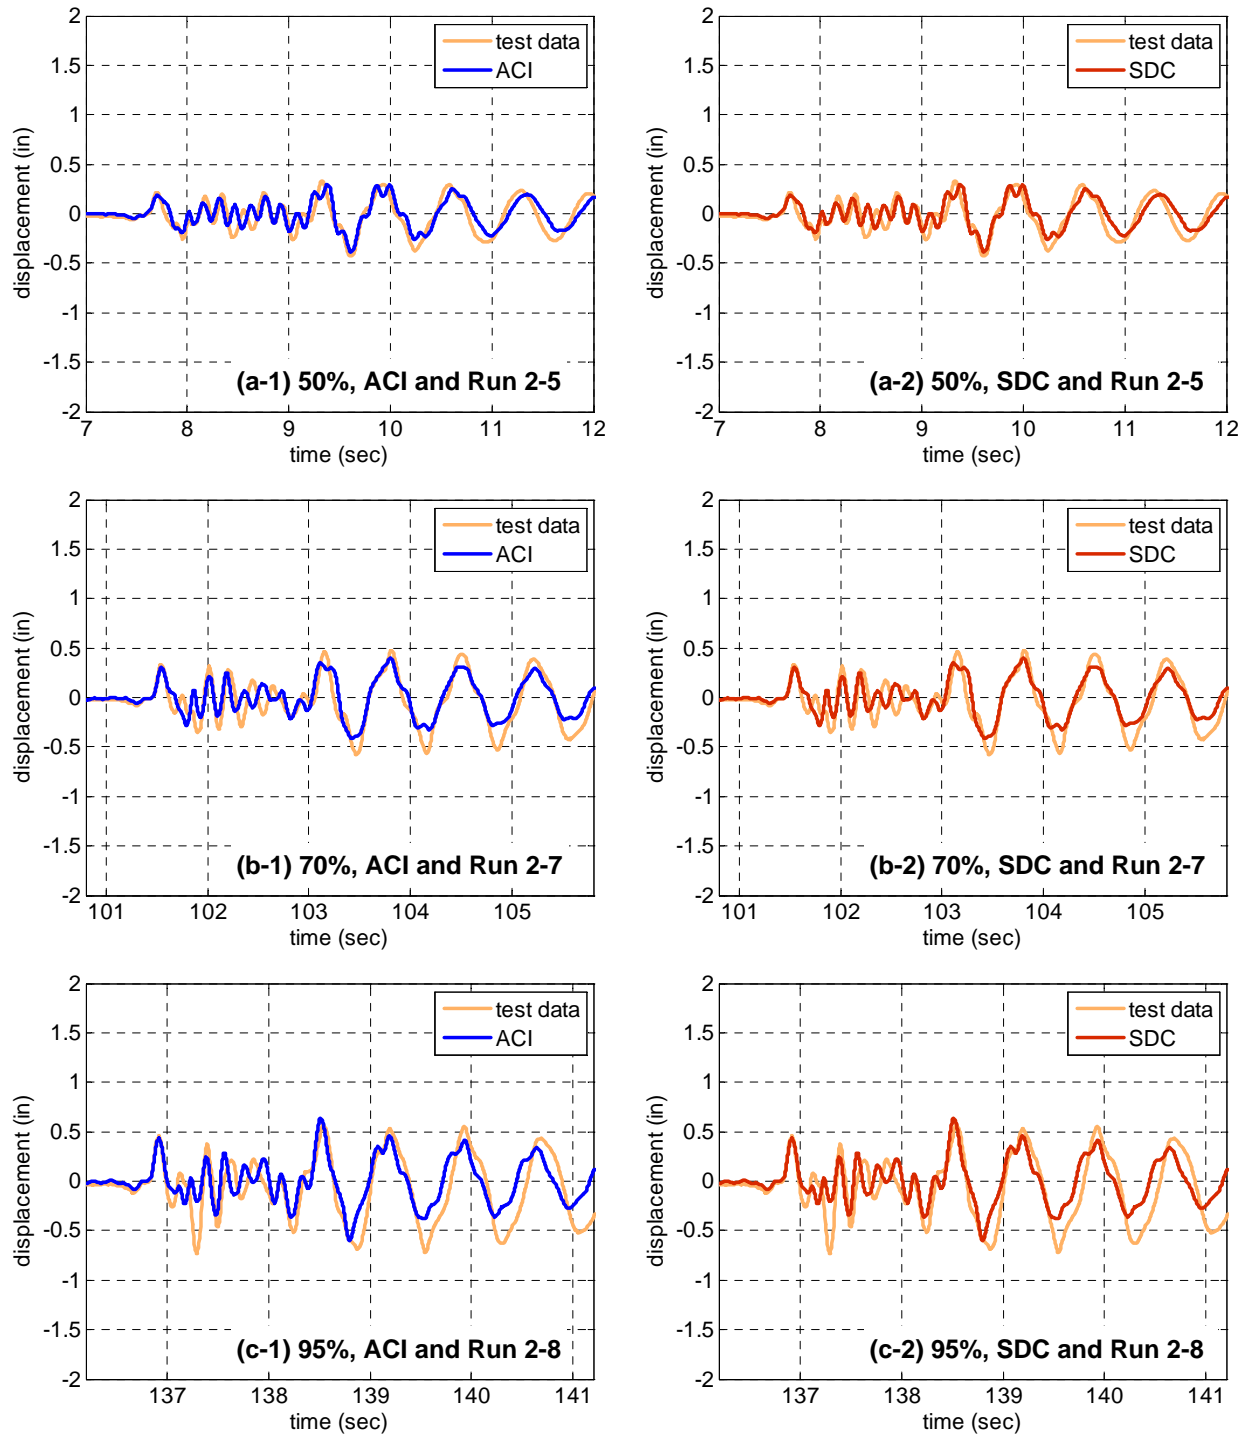 2
1.5
1
0.5
0
-0.5
-1
-1.5
-2
displacement (in)
test data
ACI
(a-1) 50%, ACI and Run 2-5
7 8 9 10 11 12
time (sec)
2
1.5
1
0.5
0
-0.5
-1
-1.5
-2
displacement (in)
test data
SDC
(a-2) 50%, SDC and Run 2-5
7 8 9 10 11 12
time (sec)
2
1.5
1
0.5
0
-0.5
-1
-1.5
-2
displacement (in)
test data
ACI
(b-1) 70%, ACI and Run 2-7
101 102 103 104 105
time (sec)
2
1.5
1
0.5
0
-0.5
-1
-1.5
-2
displacement (in)
test data
SDC
(b-2) 70%, SDC and Run 2-7
101 102 103 104 105
time (sec)
2
1.5
1
0.5
0
-0.5
-1
-1.5
-2
displacement (in)
test data
ACI
(c-1) 95%, ACI and Run 2-8
137 138 139 140 141
time (sec)
2
1.5
1
0.5
0
-0.5
-1
-1.5
-2
displacement (in)
test data
SDC
(c-2) 95%, SDC and Run 2-8
137 138 139 140 141
time (sec)